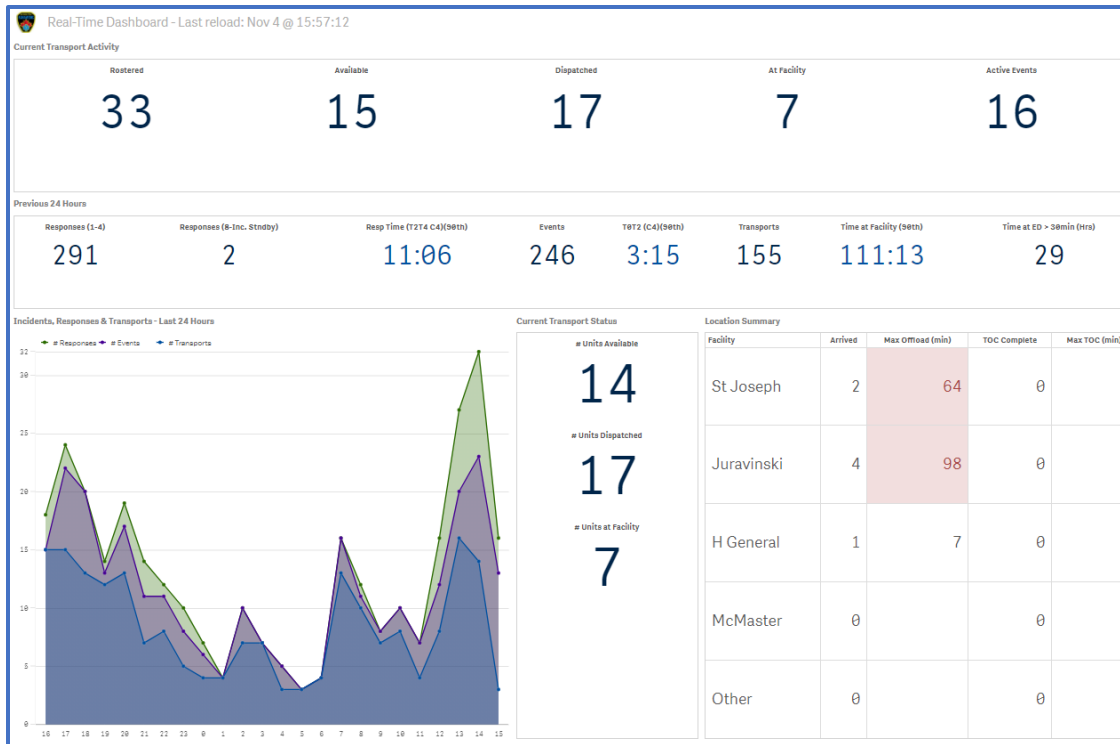 Real-Time Dashboard - Last reload: Nov 4 @ 15:57:12
Current Transport Activity
Rostered Available Dispatched At Facility Active Events
33 15 17 7 16
Previous 24 Hours
Responses (1-4) Responses (8-Inc. Stndby) Resp Time (T2T4 C4)(90th) Events T0T2 (C4)(90th) Transports Time at Facility (90th) Time at ED > 30min (Hrs)
291 2 11:06 246 3:15 155 111:13 29
Incidents, Responses & Transports - Last 24 Hours
# Responses # Events # Transports
32
30
25
20
15
10
5
0
16 17 18 19 20 21 22 23 0 1 2 3 4 5 6 7 8 9 10 11 12 13 14 15
Current Transport Status
# Units Available
14
# Units Dispatched
17
# Units at Facility
7
Location Summary
Facility Arrived Max Offload (min) TOC Complete Max TOC (min)
St Joseph 2 64 0
Juravinski 4 98 0
H General 1 7 0
McMaster 0 0
Other 0 0